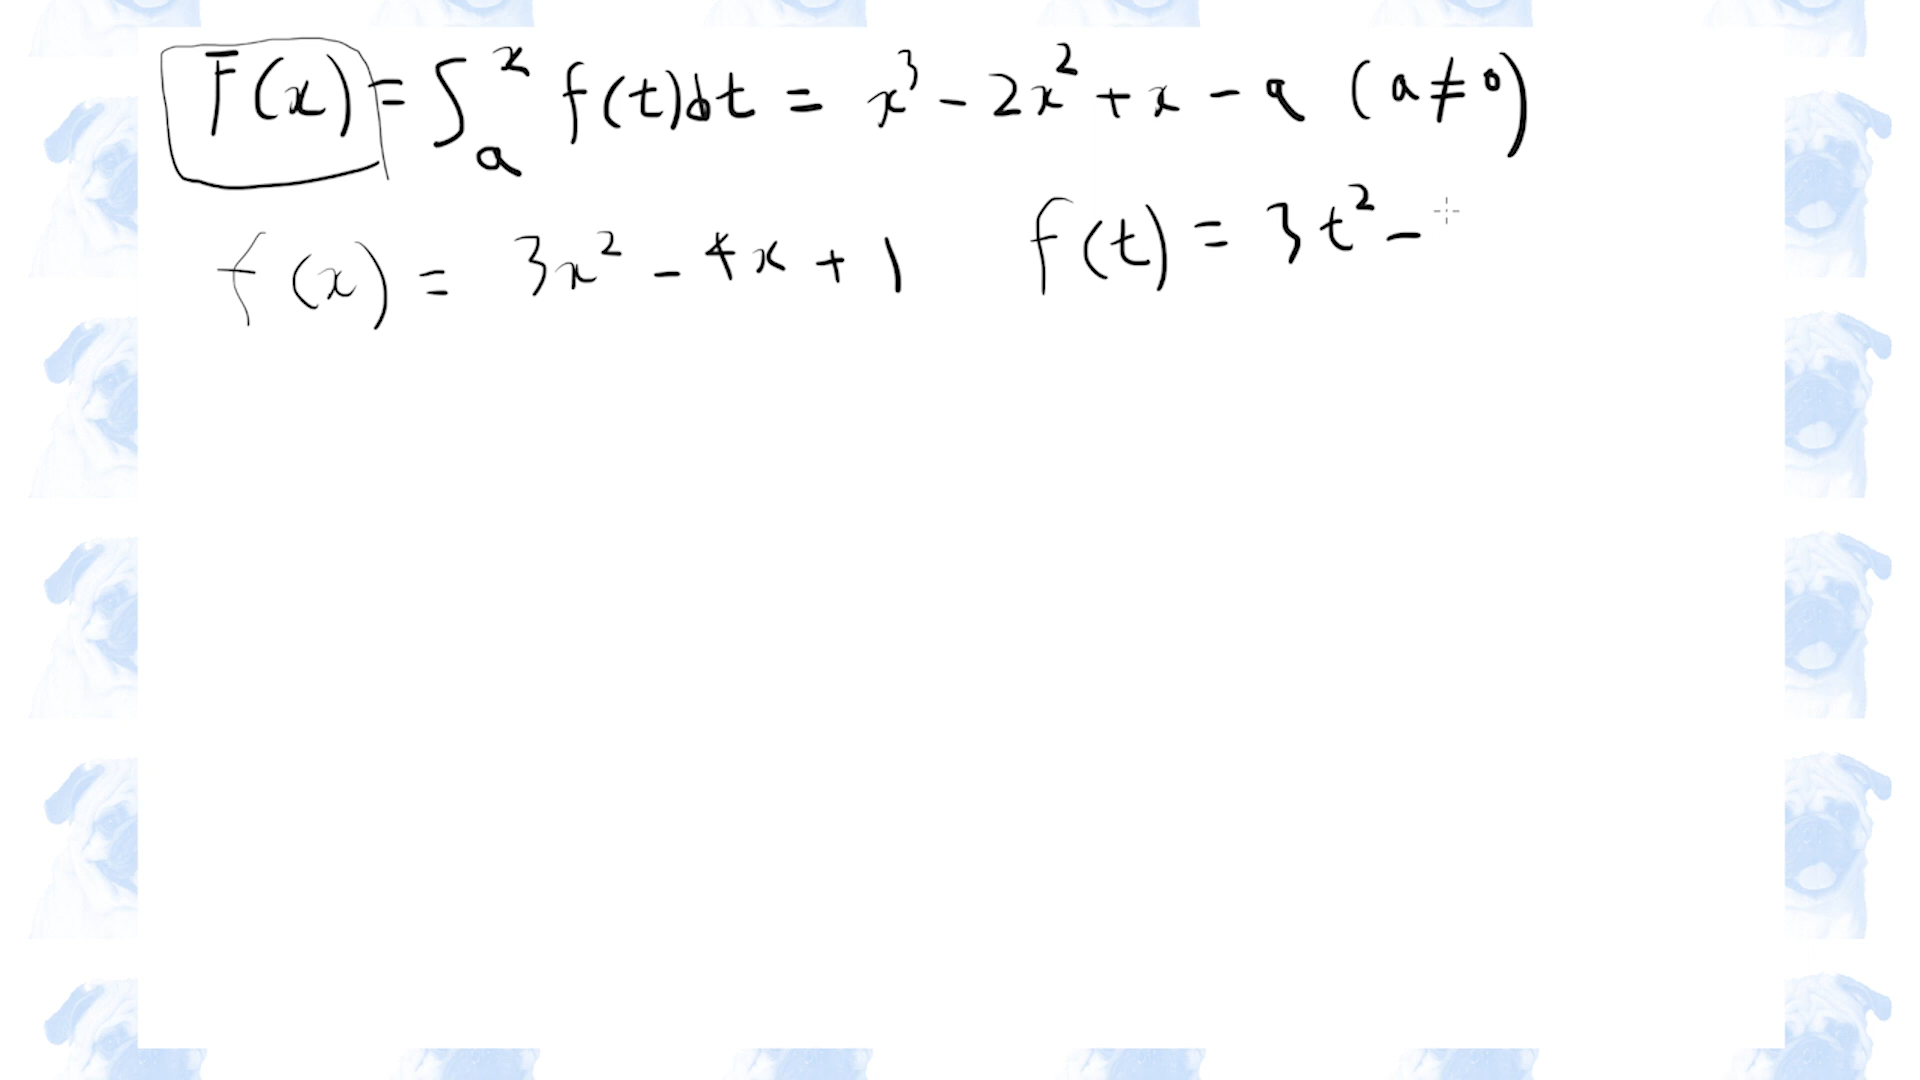 F(x) = ∫ₐˣ f(t)dt = x³ - 2x² + x - a (a ≠ 0)
f(x) = 3x² - 4x + 1 f(t) = 3t² -